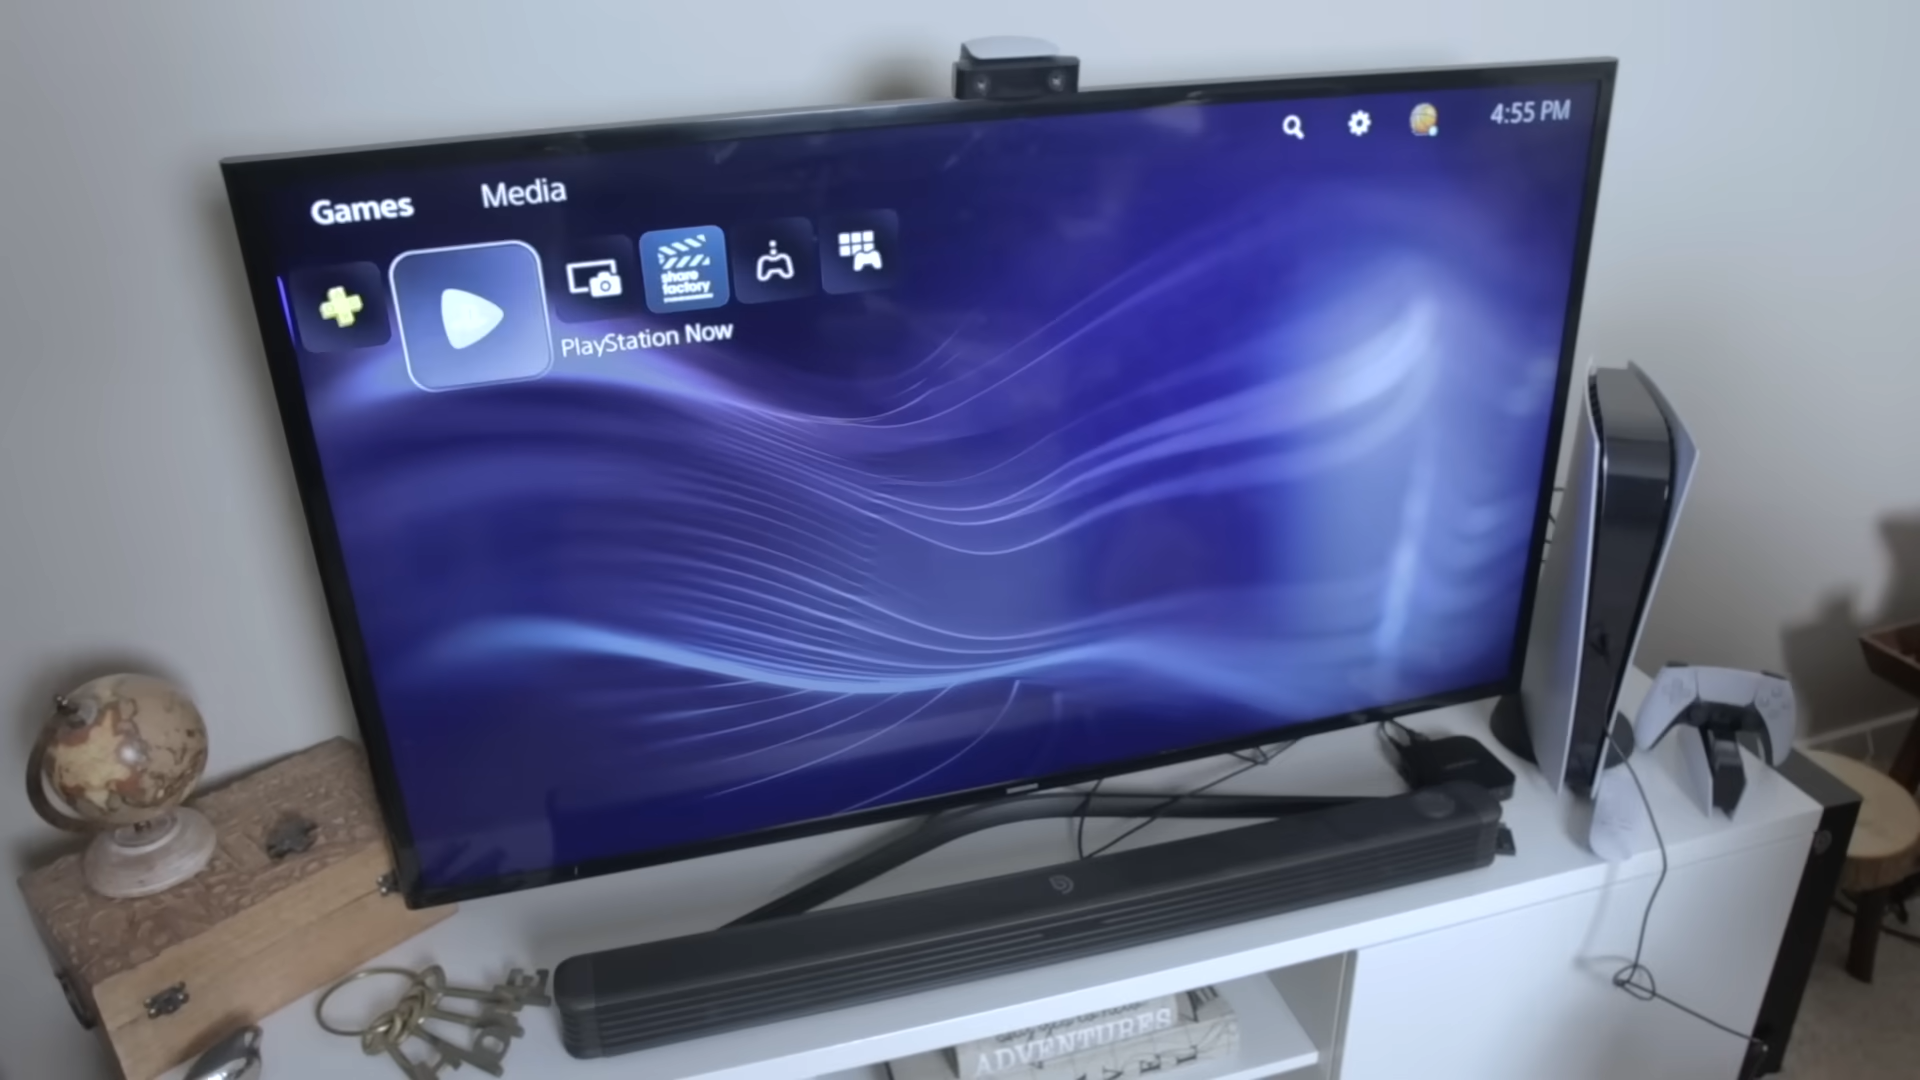 4:55 PM
Games
Media
share
factory
PlayStation Now
ADVENTURES